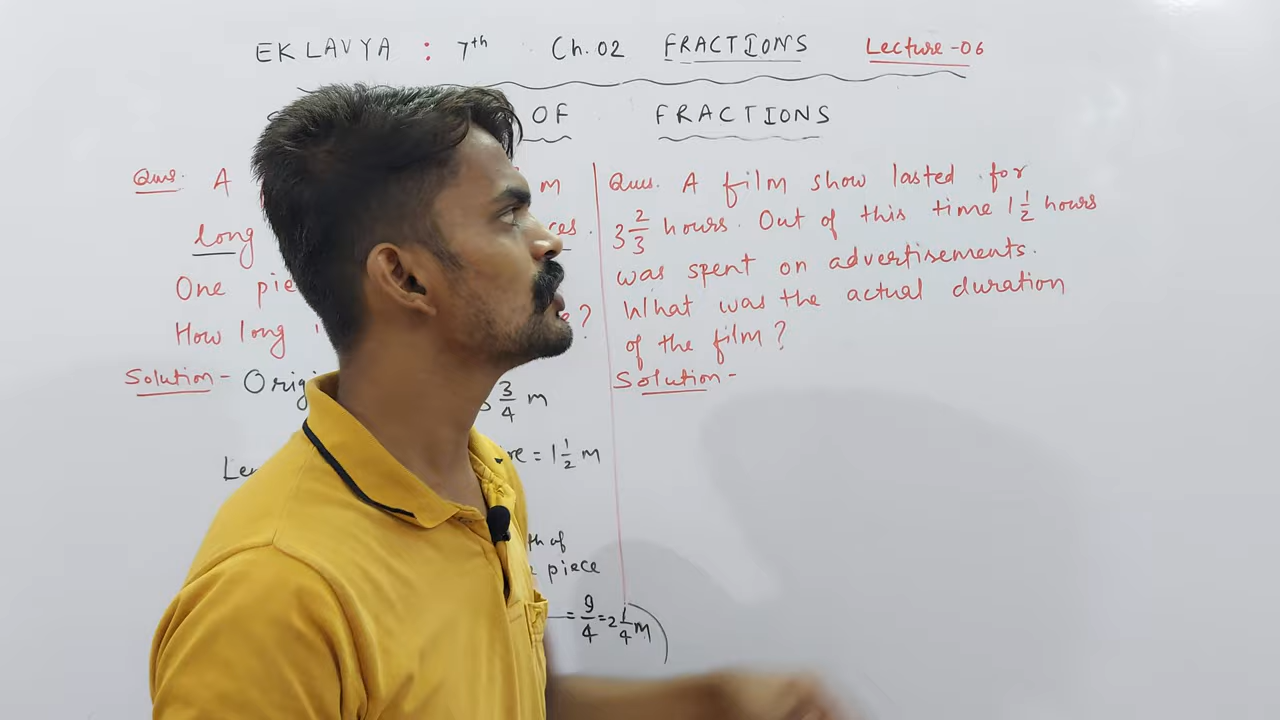 EKLAVYA : 7th Ch.02 FRACTIONS Lecture-06
OF FRACTIONS
Ques. A m
long ces.
One pie
How long ?
Solution - Orig 3/4 m
Le re = 1 1/2 m
th of
piece
= 9/4 = 2 1/4 m
Ques. A film show lasted for
3 2/3 hours. Out of this time 1 1/2 hours
was spent on advertisements.
What was the actual duration
of the film?
Solution -